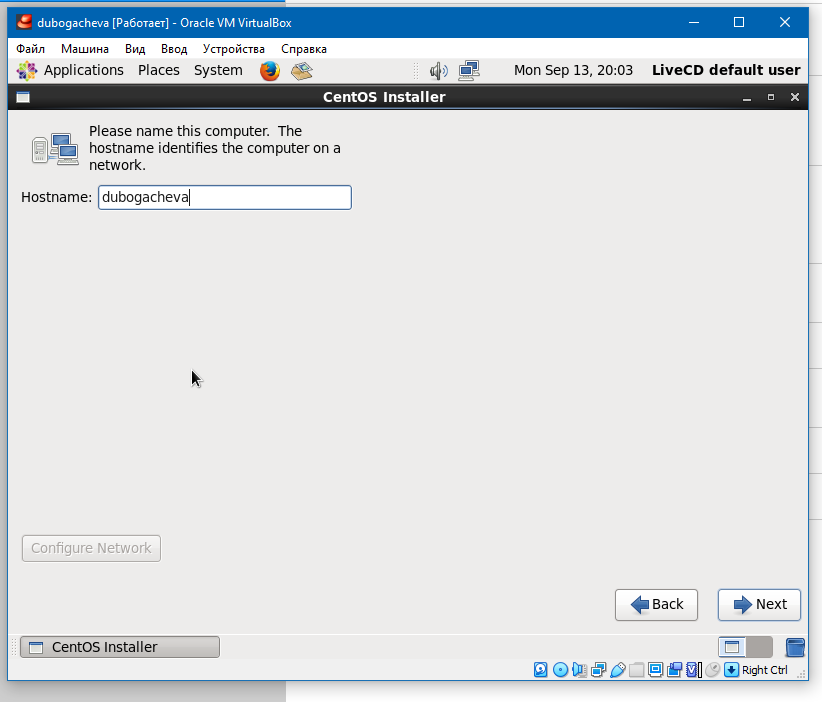 dubogacheva [Работает] - Oracle VM VirtualBox
Файл Машина Вид Ввод Устройства Справка
Applications Places System Mon Sep 13, 20:03 LiveCD default user
CentOS Installer
Please name this computer. The
hostname identifies the computer on a
network.
Hostname: dubogacheva
Configure Network
Back Next
CentOS Installer
Right Ctrl